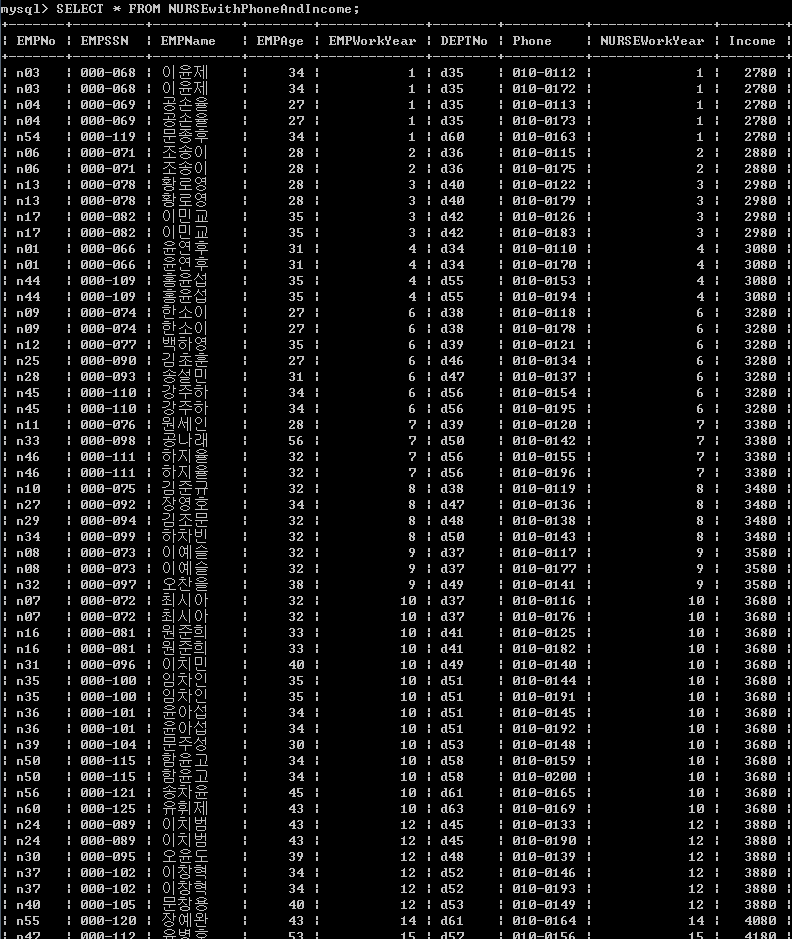 mysql> SELECT * FROM NURSEwithPhoneAndIncome;
| EMPNo | EMPSSN | EMPName | EMPAge | EMPWorkYear | DEPTNo | Phone | NURSEWorkYear | Income |
| n03 | 000-068 | 이윤제 | 34 | 1 | d35 | 010-0112 | 1 | 2780 |
| n03 | 000-068 | 이윤제 | 34 | 1 | d35 | 010-0172 | 1 | 2780 |
| n04 | 000-069 | 공손율 | 27 | 1 | d35 | 010-0113 | 1 | 2780 |
| n04 | 000-069 | 공손율 | 27 | 1 | d35 | 010-0173 | 1 | 2780 |
| n54 | 000-119 | 문종후 | 34 | 1 | d60 | 010-0163 | 1 | 2780 |
| n06 | 000-071 | 조송이 | 28 | 2 | d36 | 010-0115 | 2 | 2880 |
| n06 | 000-071 | 조송이 | 28 | 2 | d36 | 010-0175 | 2 | 2880 |
| n13 | 000-078 | 황로영 | 28 | 3 | d40 | 010-0122 | 3 | 2980 |
| n13 | 000-078 | 황로영 | 28 | 3 | d40 | 010-0179 | 3 | 2980 |
| n17 | 000-082 | 이민교 | 35 | 3 | d42 | 010-0126 | 3 | 2980 |
| n17 | 000-082 | 이민교 | 35 | 3 | d42 | 010-0183 | 3 | 2980 |
| n01 | 000-066 | 윤연후 | 31 | 4 | d34 | 010-0110 | 4 | 3080 |
| n01 | 000-066 | 윤연후 | 31 | 4 | d34 | 010-0170 | 4 | 3080 |
| n44 | 000-109 | 홍윤섭 | 35 | 4 | d55 | 010-0153 | 4 | 3080 |
| n44 | 000-109 | 홍윤섭 | 35 | 4 | d55 | 010-0194 | 4 | 3080 |
| n09 | 000-074 | 한소이 | 27 | 6 | d38 | 010-0118 | 6 | 3280 |
| n09 | 000-074 | 한소이 | 27 | 6 | d38 | 010-0178 | 6 | 3280 |
| n12 | 000-077 | 백하영 | 35 | 6 | d39 | 010-0121 | 6 | 3280 |
| n25 | 000-090 | 김초훈 | 27 | 6 | d46 | 010-0134 | 6 | 3280 |
| n28 | 000-093 | 송설민 | 31 | 6 | d47 | 010-0137 | 6 | 3280 |
| n45 | 000-110 | 강주하 | 34 | 6 | d56 | 010-0154 | 6 | 3280 |
| n45 | 000-110 | 강주하 | 34 | 6 | d56 | 010-0195 | 6 | 3280 |
| n11 | 000-076 | 원세인 | 28 | 7 | d39 | 010-0120 | 7 | 3380 |
| n33 | 000-098 | 공나래 | 56 | 7 | d50 | 010-0142 | 7 | 3380 |
| n46 | 000-111 | 하지율 | 32 | 7 | d56 | 010-0155 | 7 | 3380 |
| n46 | 000-111 | 하지율 | 32 | 7 | d56 | 010-0196 | 7 | 3380 |
| n10 | 000-075 | 김준규 | 32 | 8 | d38 | 010-0119 | 8 | 3480 |
| n27 | 000-092 | 장영호 | 34 | 8 | d47 | 010-0136 | 8 | 3480 |
| n29 | 000-094 | 김조문 | 32 | 8 | d48 | 010-0138 | 8 | 3480 |
| n34 | 000-099 | 하차빈 | 32 | 8 | d50 | 010-0143 | 8 | 3480 |
| n08 | 000-073 | 이예슬 | 32 | 9 | d37 | 010-0117 | 9 | 3580 |
| n08 | 000-073 | 이예슬 | 32 | 9 | d37 | 010-0177 | 9 | 3580 |
| n32 | 000-097 | 오찬율 | 38 | 9 | d49 | 010-0141 | 9 | 3580 |
| n07 | 000-072 | 최시아 | 32 | 10 | d37 | 010-0116 | 10 | 3680 |
| n07 | 000-072 | 최시아 | 32 | 10 | d37 | 010-0176 | 10 | 3680 |
| n16 | 000-081 | 원준희 | 33 | 10 | d41 | 010-0125 | 10 | 3680 |
| n16 | 000-081 | 원준희 | 33 | 10 | d41 | 010-0182 | 10 | 3680 |
| n31 | 000-096 | 이치민 | 40 | 10 | d49 | 010-0140 | 10 | 3680 |
| n35 | 000-100 | 임차인 | 35 | 10 | d51 | 010-0144 | 10 | 3680 |
| n35 | 000-100 | 임차인 | 35 | 10 | d51 | 010-0191 | 10 | 3680 |
| n36 | 000-101 | 윤아섭 | 34 | 10 | d51 | 010-0145 | 10 | 3680 |
| n36 | 000-101 | 윤아섭 | 34 | 10 | d51 | 010-0192 | 10 | 3680 |
| n39 | 000-104 | 문주성 | 30 | 10 | d53 | 010-0148 | 10 | 3680 |
| n50 | 000-115 | 함윤고 | 34 | 10 | d58 | 010-0159 | 10 | 3680 |
| n50 | 000-115 | 함윤고 | 34 | 10 | d58 | 010-0200 | 10 | 3680 |
| n56 | 000-121 | 송차윤 | 45 | 10 | d61 | 010-0165 | 10 | 3680 |
| n60 | 000-125 | 유휘제 | 43 | 10 | d63 | 010-0169 | 10 | 3680 |
| n24 | 000-089 | 이치범 | 43 | 12 | d45 | 010-0133 | 12 | 3880 |
| n24 | 000-089 | 이치범 | 43 | 12 | d45 | 010-0190 | 12 | 3880 |
| n30 | 000-095 | 오윤도 | 39 | 12 | d48 | 010-0139 | 12 | 3880 |
| n37 | 000-102 | 이창혁 | 34 | 12 | d52 | 010-0146 | 12 | 3880 |
| n37 | 000-102 | 이창혁 | 34 | 12 | d52 | 010-0193 | 12 | 3880 |
| n40 | 000-105 | 문창용 | 40 | 12 | d53 | 010-0149 | 12 | 3880 |
| n55 | 000-120 | 장예완 | 43 | 14 | d61 | 010-0164 | 14 | 4080 |
| n47 | 000-112 | 유병호 | 53 | 15 | d57 | 010-0156 | 15 | 4180 |